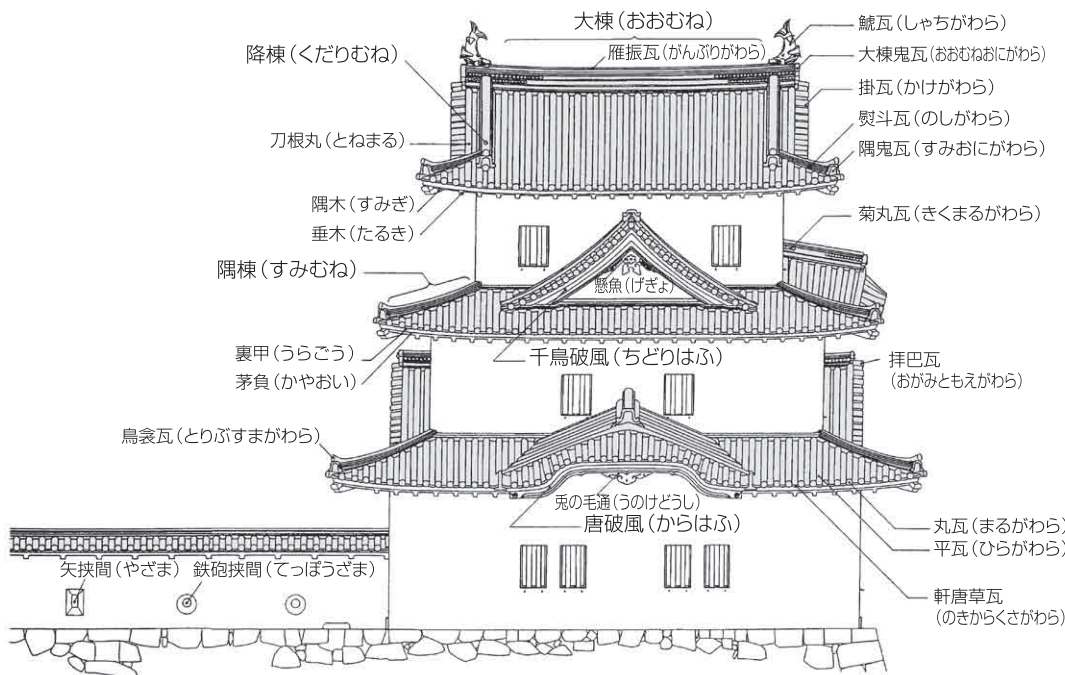 大棟（おおむね）
鯱瓦（しゃちがわら）
降棟（くだりむね）
雁振瓦（がんぶりがわら）
大棟鬼瓦（おおむねおにがわら）
掛瓦（かけがわら）
熨斗瓦（のしがわら）
刀根丸（とねまる）
隅鬼瓦（すみおにがわら）
隅木（すみぎ）
菊丸瓦（きくまるがわら）
垂木（たるき）
隅棟（すみむね）
懸魚（げぎょ）
裏甲（うらごう）
千鳥破風（ちどりはふ）
拝巴瓦
（おがみともえがわら）
茅負（かやおい）
鳥衾瓦（とりぶすまがわら）
兎の毛通（うのけどうし）
唐破風（からはふ）
丸瓦（まるがわら）
平瓦（ひらがわら）
矢挟間（やざま）
鉄砲挟間（てっぽうざま）
軒唐草瓦
（のきからくさがわら）